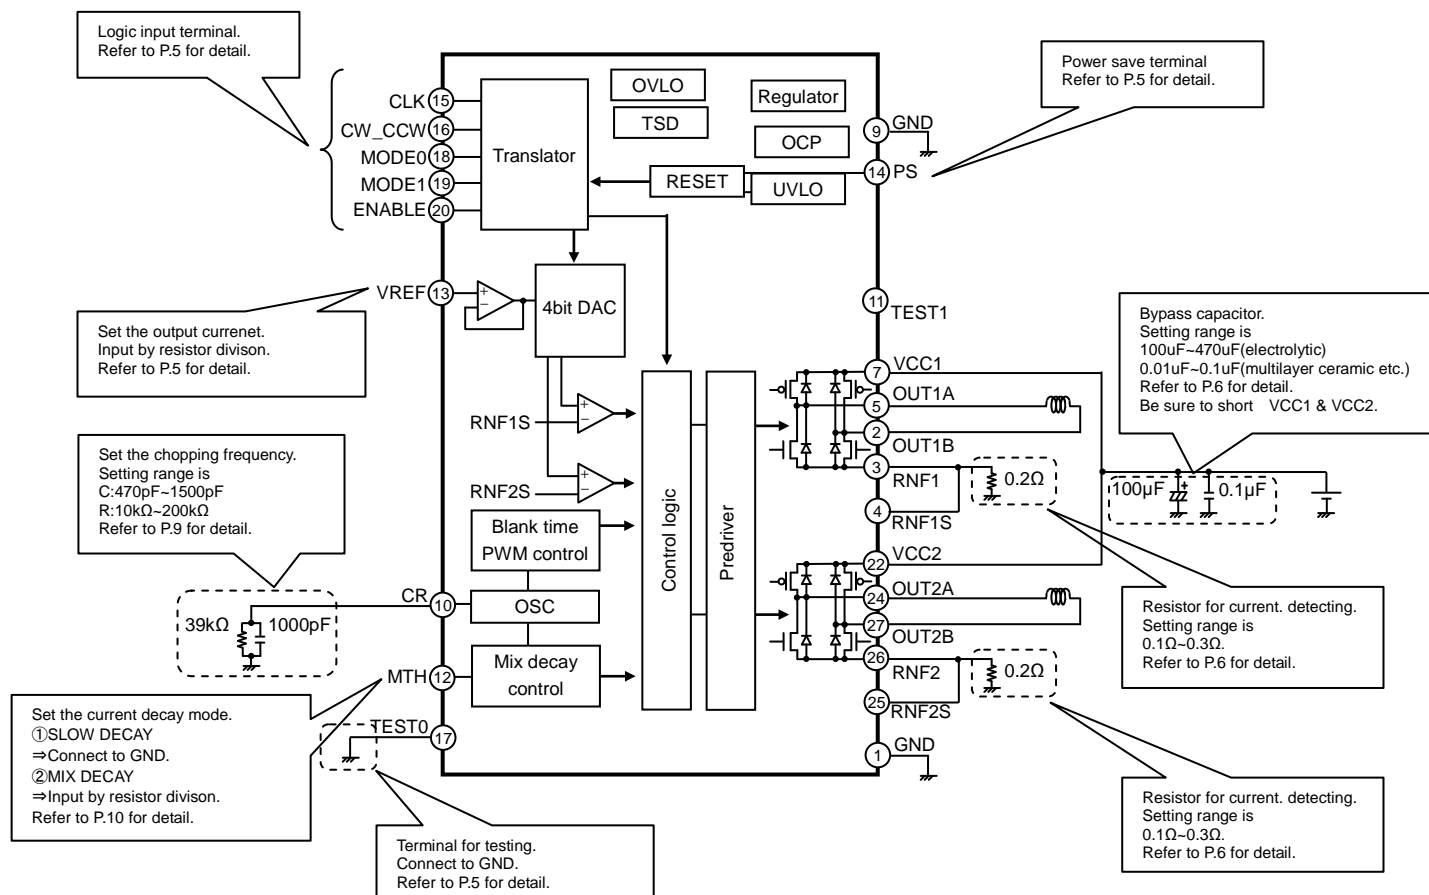 Logic input terminal.
Refer to P.5 for detail.
Power save terminal
Refer to P.5 for detail.
CLK 15
CW_CCW 16
MODE0 18
MODE1 19
ENABLE 20
Translator
OVLO
TSD
Regulator
OCP
RESET
UVLO
9 GND
14 PS
VREF 13
+
−
4bit DAC
11
TEST1
Set the output currenet.
Input by resistor divison.
Refer to P.5 for detail.
Bypass capacitor.
Setting range is
100uF~470uF(electrolytic)
0.01uF~0.1uF(multilayer ceramic etc.)
Refer to P.6 for detail.
Be sure to short VCC1 & VCC2.
RNF1S
+
−
RNF2S
+
−
Control logic
Predriver
7 VCC1
5 OUT1A
2
OUT1B
3
RNF1
4
RNF1S
0.2Ω
100µF
+
0.1µF
Set the chopping frequency.
Setting range is
C:470pF~1500pF
R:10kΩ~200kΩ
Refer to P.9 for detail.
Blank time
PWM control
OSC
Mix decay
control
CR
10
39kΩ
1000pF
MTH 12
TEST0
17
22 VCC2
24 OUT2A
27
OUT2B
26
RNF2
25
RNF2S
0.2Ω
1 GND
Resistor for current. detecting.
Setting range is
0.1Ω~0.3Ω.
Refer to P.6 for detail.
Set the current decay mode.
①SLOW DECAY
⇒Connect to GND.
②MIX DECAY
⇒Input by resistor divison.
Refer to P.10 for detail.
Terminal for testing.
Connect to GND.
Refer to P.5 for detail.
Resistor for current. detecting.
Setting range is
0.1Ω~0.3Ω.
Refer to P.6 for detail.